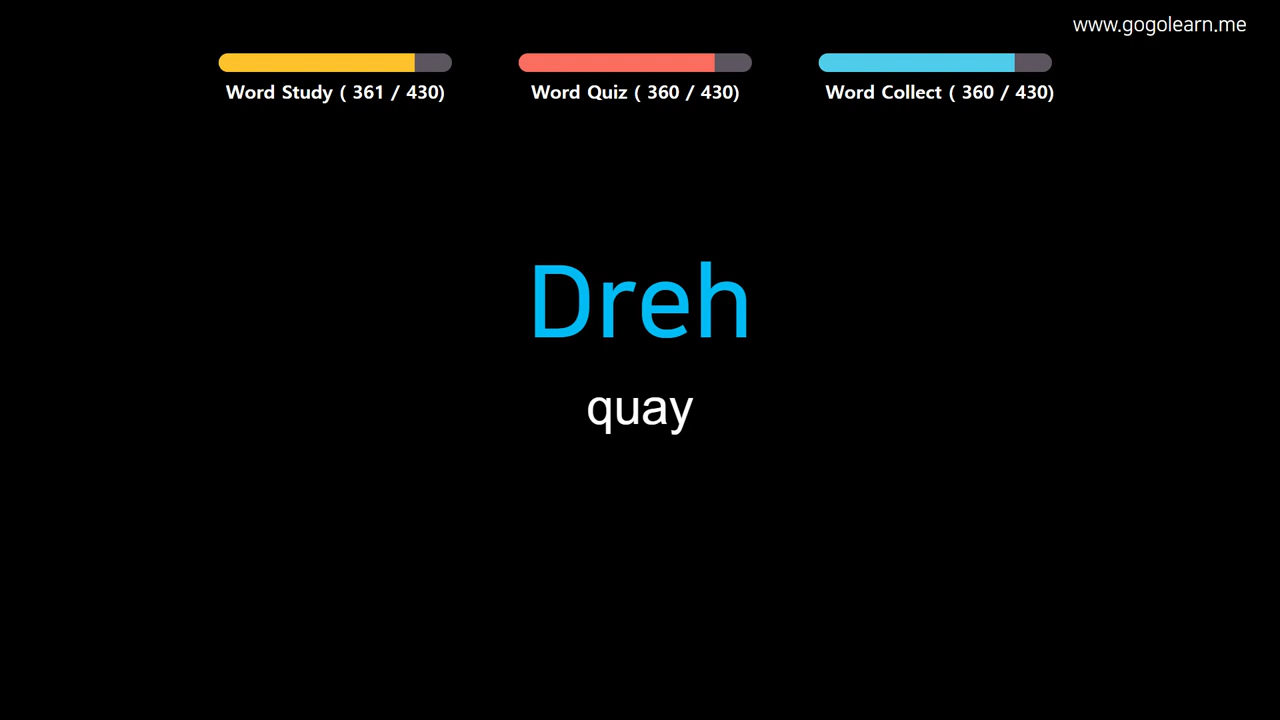 www.gogolearn.me
Word Study ( 361 / 430)
Word Quiz ( 360 / 430)
Word Collect ( 360 / 430)
Dreh
quay